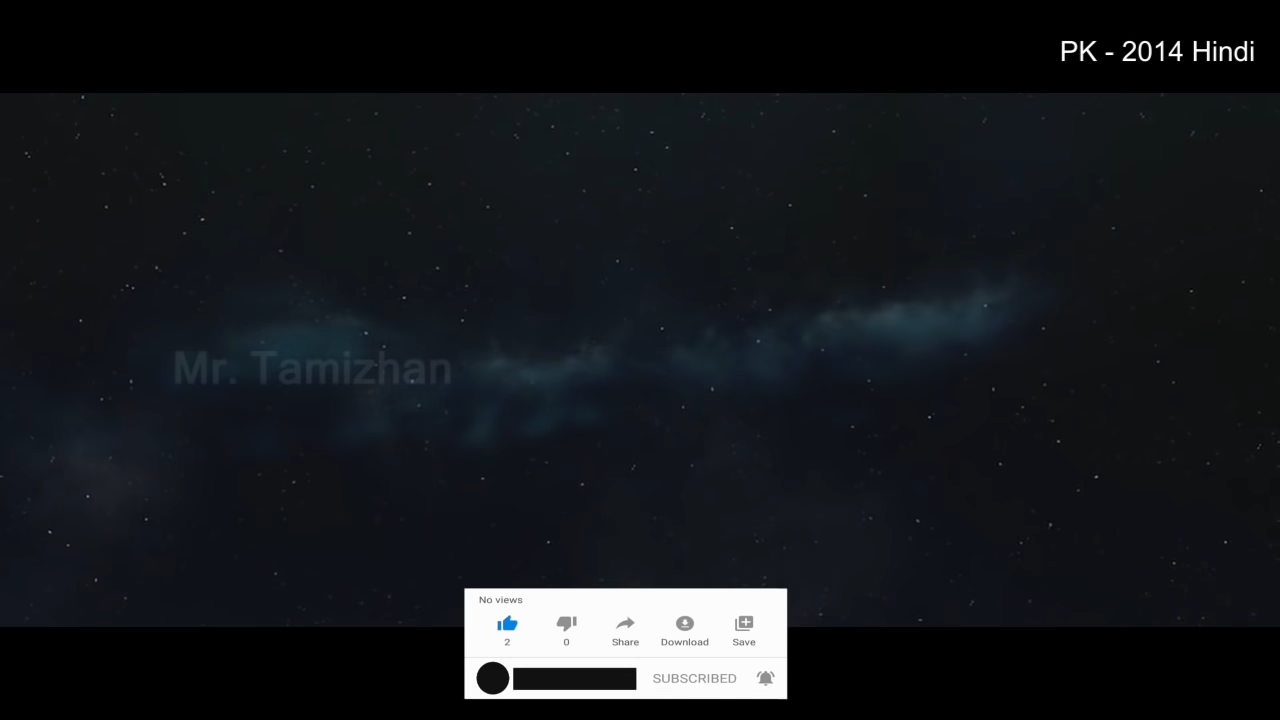 PK - 2014 Hindi
Mr. Tamizhan
No views
2
0
Share
Download
Save
SUBSCRIBED